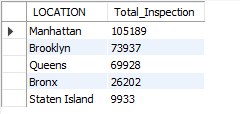 LOCATION Total_Inspection
Manhattan 105189
Brooklyn 73937
Queens 69928
Bronx 26202
Staten Island 9933